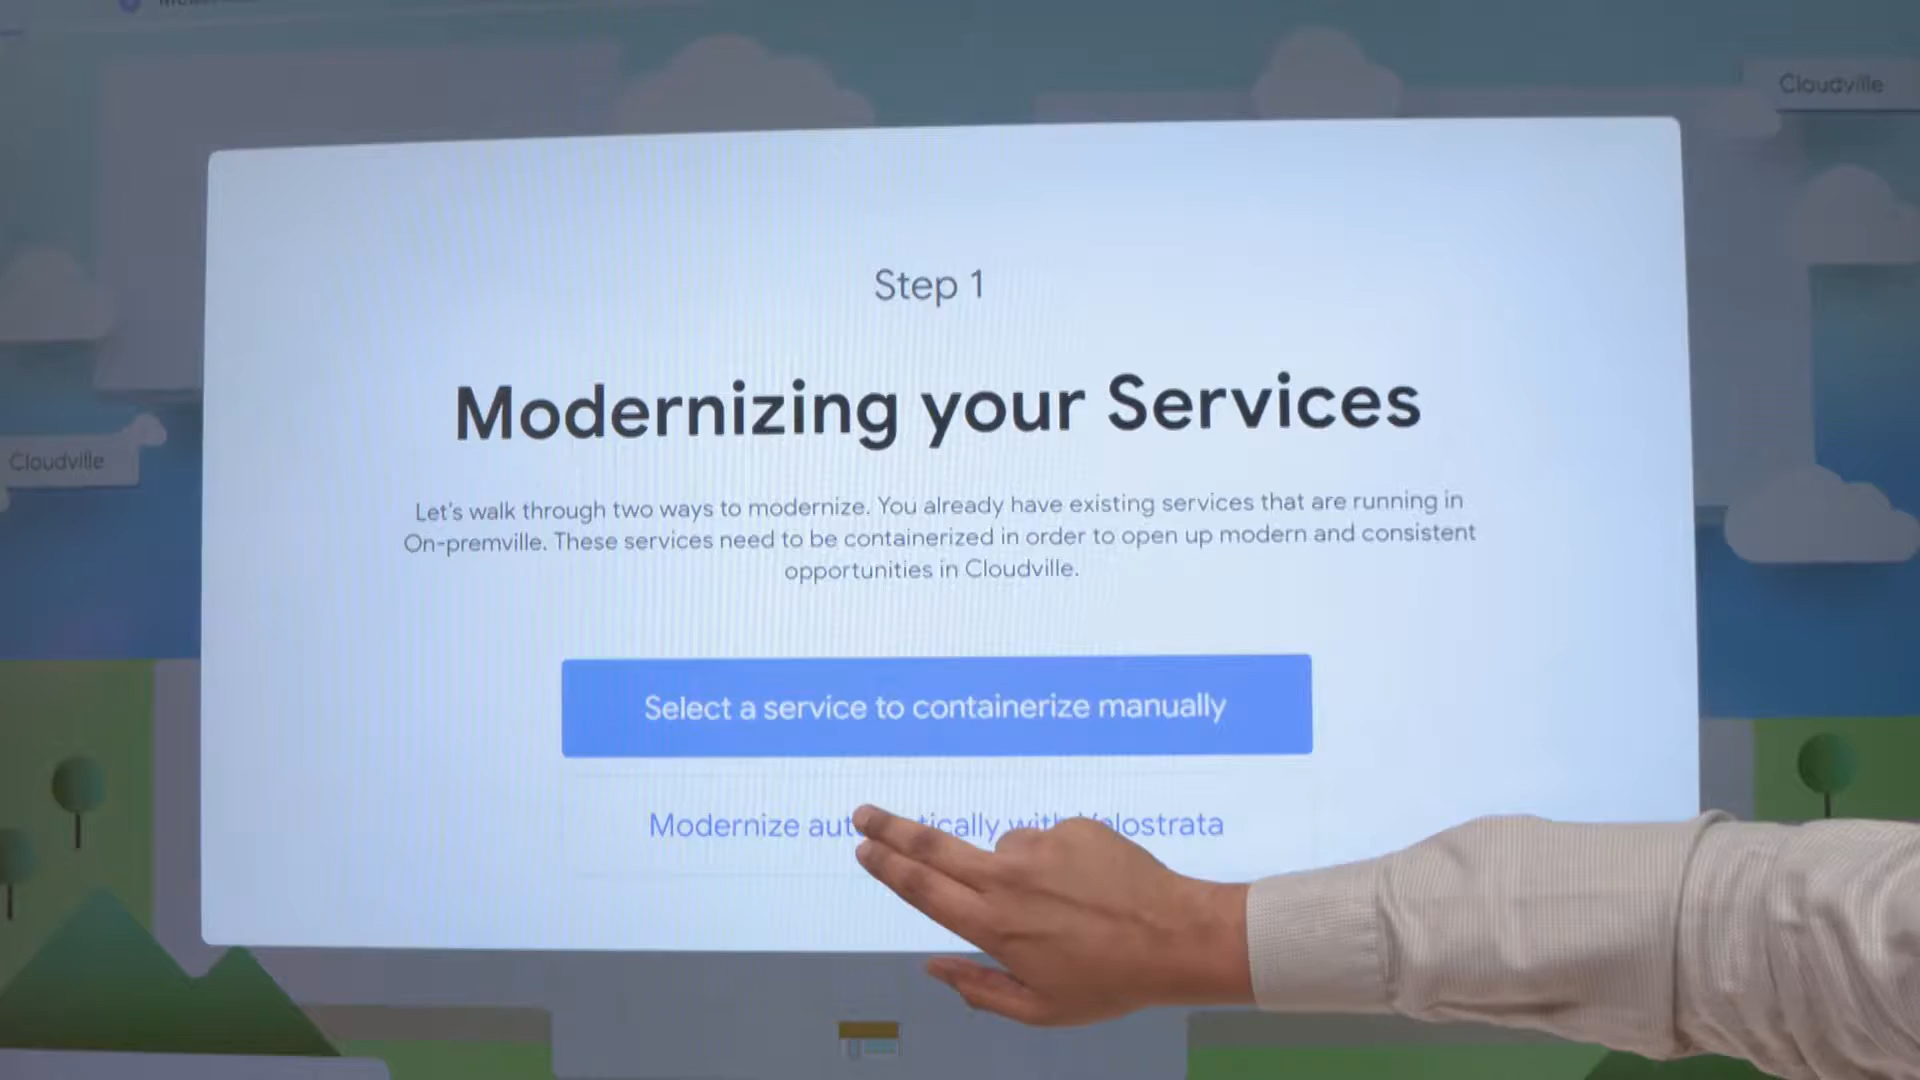 Cloudville
Cloudville
Step 1
Modernizing your Services
Let's walk through two ways to modernize. You already have existing services that are running in
On-premville. These services need to be containerized in order to open up modern and consistent
opportunities in Cloudville.
Select a service to containerize manually
Modernize